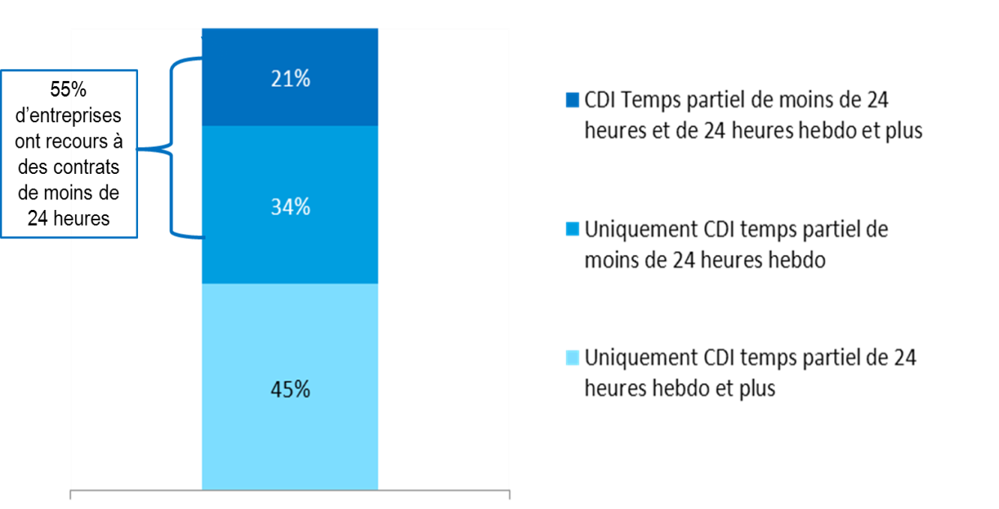 55%
d’entreprises
ont recours à
des contrats
de moins de
24 heures
21%
34%
45%
CDI Temps partiel de moins de 24
heures et de 24 heures hebdo et plus
Uniquement CDI temps partiel de
moins de 24 heures hebdo
Uniquement CDI temps partiel de 24
heures hebdo et plus